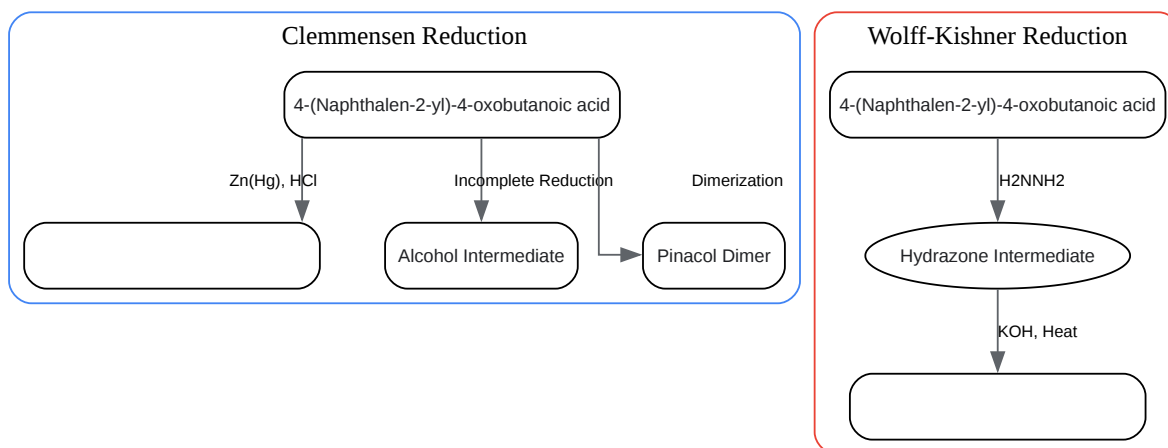 Clemmensen Reduction
4-(Naphthalen-2-yl)-4-oxobutanoic acid
Zn(Hg), HCl
Incomplete Reduction
Dimerization
Alcohol Intermediate
Pinacol Dimer
Wolff-Kishner Reduction
4-(Naphthalen-2-yl)-4-oxobutanoic acid
H2NNH2
Hydrazone Intermediate
KOH, Heat